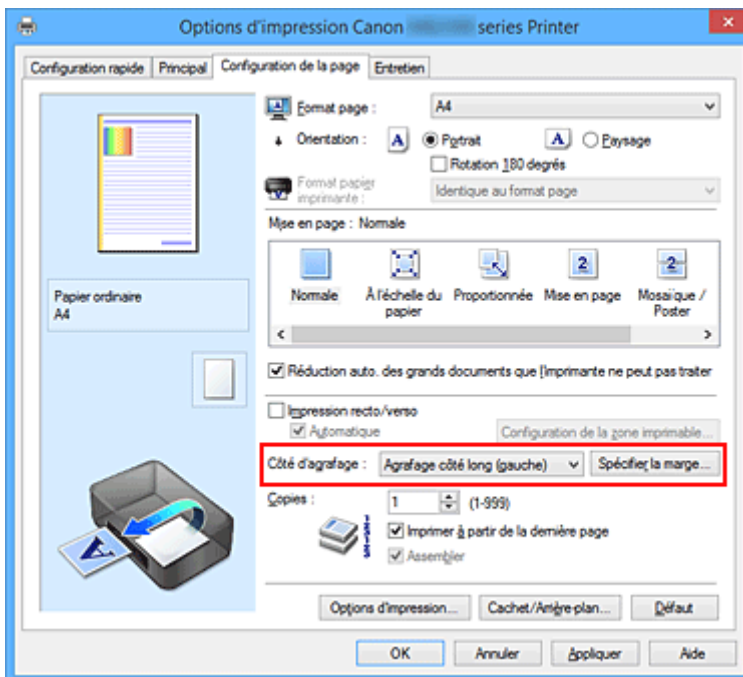 Options d'impression Canon series Printer
Configuration rapide Principal Configuration de la page Entretien
Format page : A4
Orientation : A Portrait A Paysage
Rotation 180 degrés
Format papier imprimante : Identique au format page
Mise en page : Normale
Normale
À l'échelle du papier
Proportionnée
2
Mise en page
2
Mosaïque / Poster
Papier ordinaire
A4
Réduction auto. des grands documents que l'imprimante ne peut pas traiter
Impression recto/verso
Automatique Configuration de la zone imprimable...
Côté d'agrafage : Agrafage côté long (gauche) Spécifier la marge...
Copies : 1 (1-999)
Imprimer à partir de la dernière page
Assembler
A
Options d'impression... Cachet/Arrière-plan... Défaut
OK Annuler Appliquer Aide